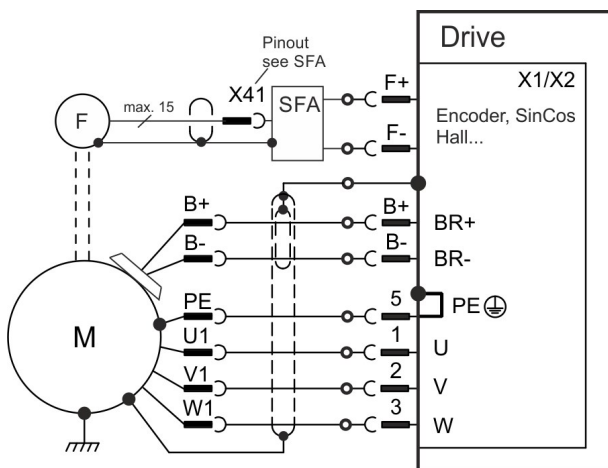 Drive
Pinout
see SFA
X1/X2
F+
max. 15
X41
SFA
F
Encoder, SinCos
Hall...
F-
B+
B+
BR+
B-
B-
BR-
PE
5
PE
M
U1
1
U
V1
2
V
W1
3
W